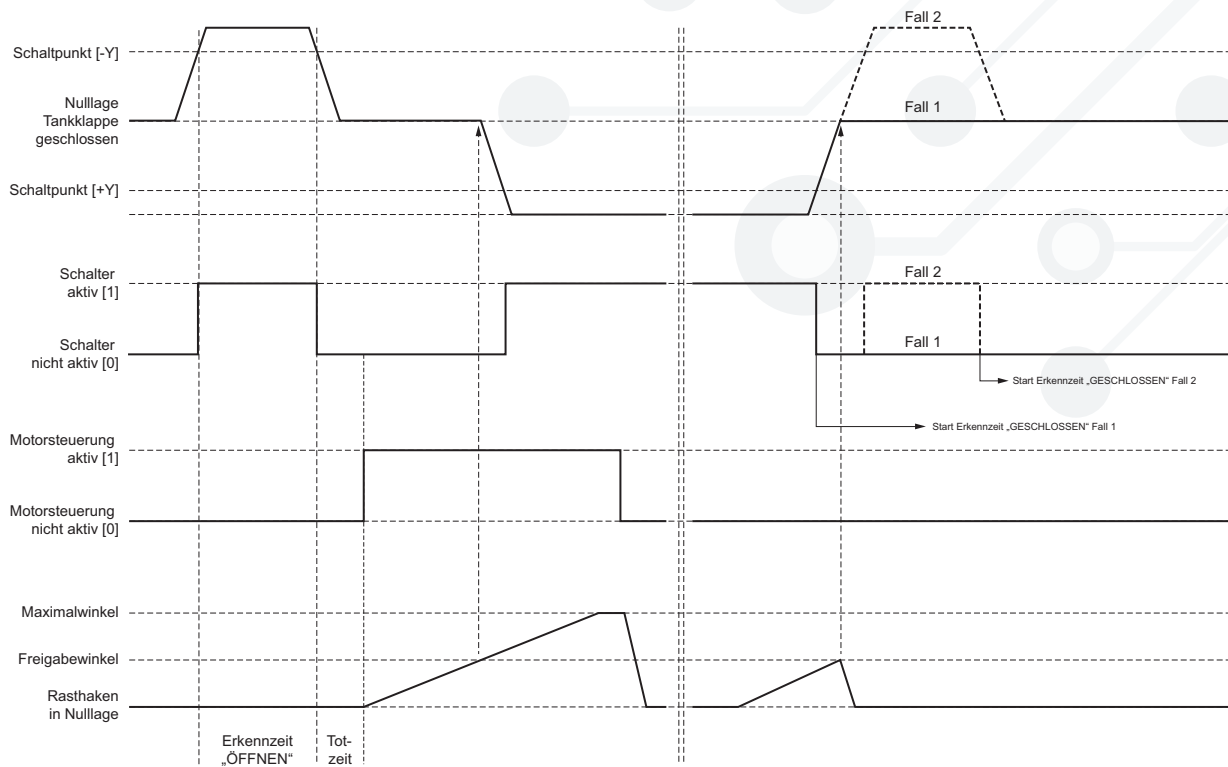 Fall 2
Schaltpunkt [-Y]
Nulllage
Tankklappe
geschlossen
Fall 1
Schaltpunkt [+Y]
Schalter
aktiv [1]
Fall 2
Schalter
nicht aktiv [0]
Fall 1
Start Erkennzeit „GESCHLOSSEN“ Fall 2
Start Erkennzeit „GESCHLOSSEN“ Fall 1
Motorsteuerung
aktiv [1]
Motorsteuerung
nicht aktiv [0]
Maximalwinkel
Freigabewinkel
Rasthaken
in Nulllage
Erkennzeit
„ÖFFNEN“
Tot-
zeit